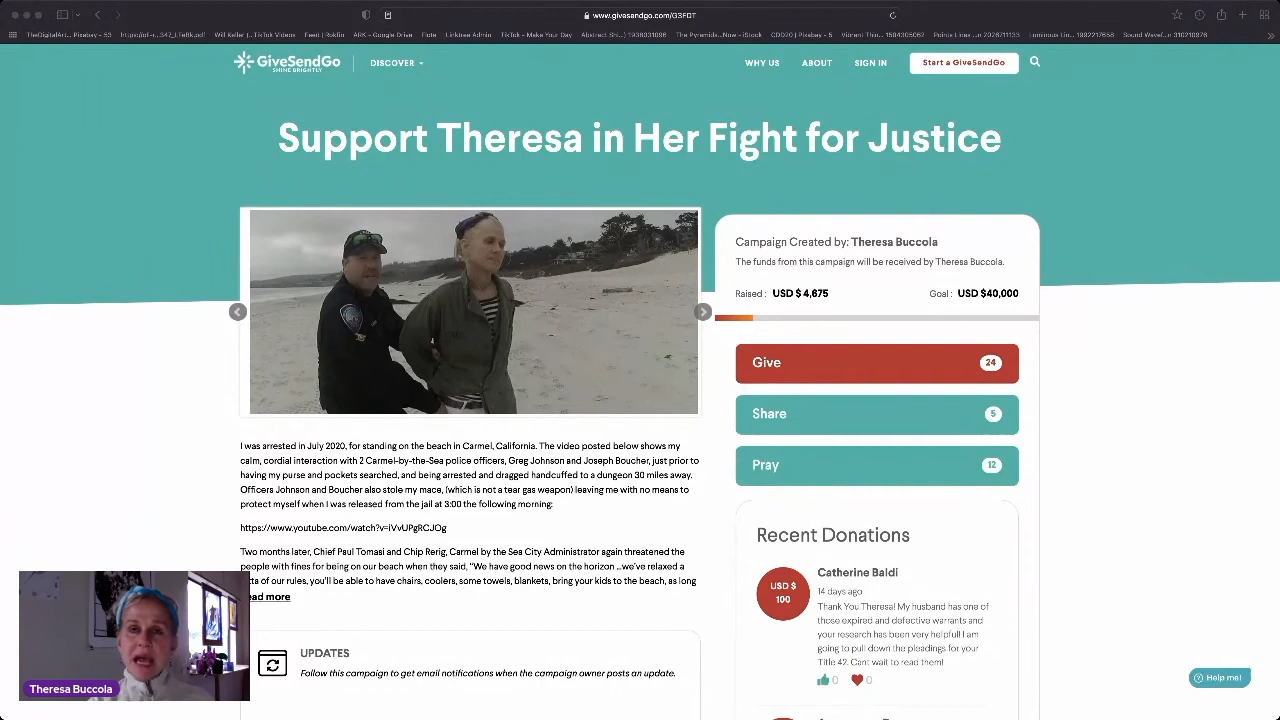 www.givesendgo.com/G3FDT
GiveSendGo
SHINE BRIGHTLY
DISCOVER
WHY US
ABOUT
SIGN IN
Start a GiveSendGo
Support Theresa in Her Fight for Justice
Campaign Created by: Theresa Buccola
The funds from this campaign will be received by Theresa Buccola.
Raised : USD $ 4,675
Goal : USD $40,000
Give 24
Share 5
Pray 12
I was arrested in July 2020, for standing on the beach in Carmel, California. The video posted below shows my
calm, cordial interaction with 2 Carmel-by-the-Sea police officers, Greg Johnson and Joseph Boucher, just prior to
having my purse and pockets searched, and being arrested and dragged handcuffed to a dungeon 30 miles away.
Officers Johnson and Boucher also stole my mace, (which is not a tear gas weapon) leaving me with no means to
protect myself when I was released from the jail at 3:00 the following morning:
https://www.youtube.com/watch?v=iVvUPgRCJOg
Two months later, Chief Paul Tomasi and Chip Rerig, Carmel by the Sea City Administrator again threatened the
people with fines for being on our beach when they said, "We have good news on the horizon ...we've relaxed a
of our rules, you'll be able to have chairs, coolers, some towels, blankets, bring your kids to the beach, as long
ead more
UPDATES
Follow this campaign to get email notifications when the campaign owner posts an update.
Recent Donations
USD $
100
Catherine Baldi
14 days ago
Thank You Theresa! My husband has one of
those expired and defective warrants and
your research has been very helpful! I am
going to pull down the pleadings for your
Title 42. Cant wait to read them!
0 0
Theresa Buccola
Help me!